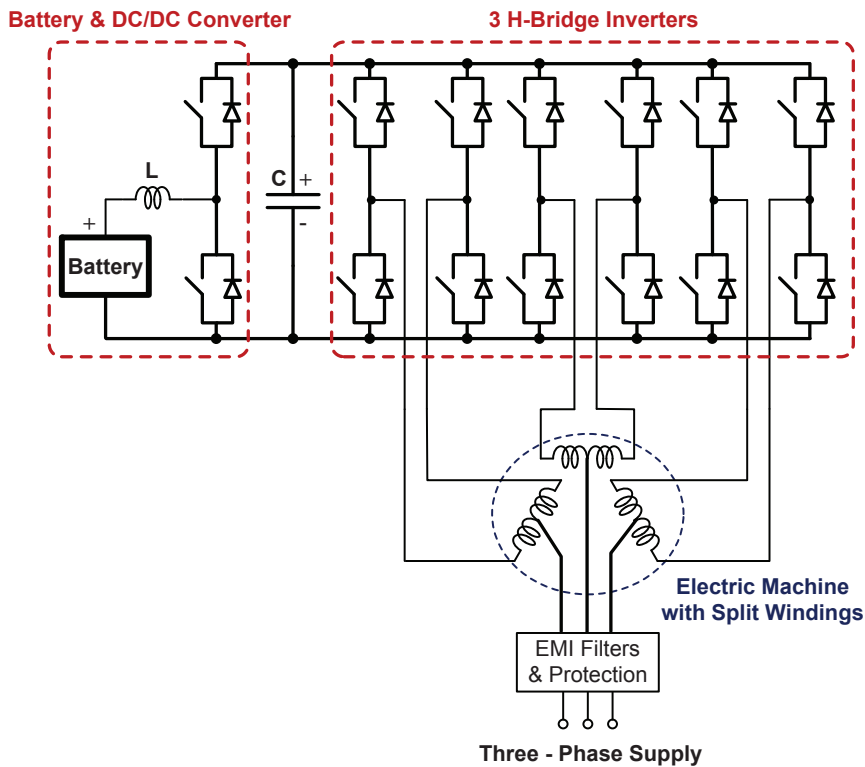 Battery & DC/DC Converter
3 H-Bridge Inverters
L
C
+
-
+
Battery
Electric Machine
with Split Windings
EMI Filters
& Protection
Three - Phase Supply